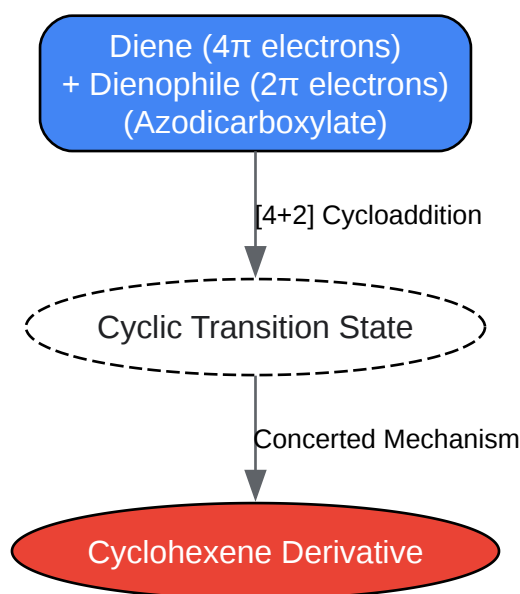 Diene (4π electrons)
+ Dienophile (2π electrons)
(Azodicarboxylate)
[4+2] Cycloaddition
Cyclic Transition State
Concerted Mechanism
Cyclohexene Derivative